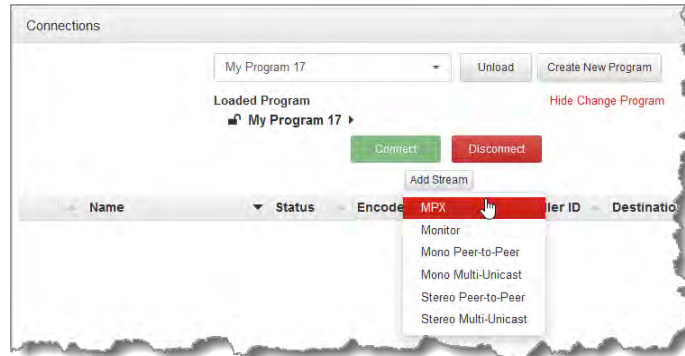 Connections
My Program 17 Unload Create New Program
Loaded Program Hide Change Program
My Program 17
Connect Disconnect
Add Stream
Name Status Encode ller ID Destinatio
MPX
Monitor
Mono Peer-to-Peer
Mono Multi-Unicast
Stereo Peer-to-Peer
Stereo Multi-Unicast